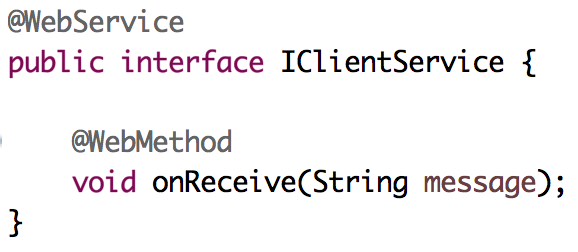 @WebService
public interface IClientService {
@WebMethod
void onReceive(String message);
}